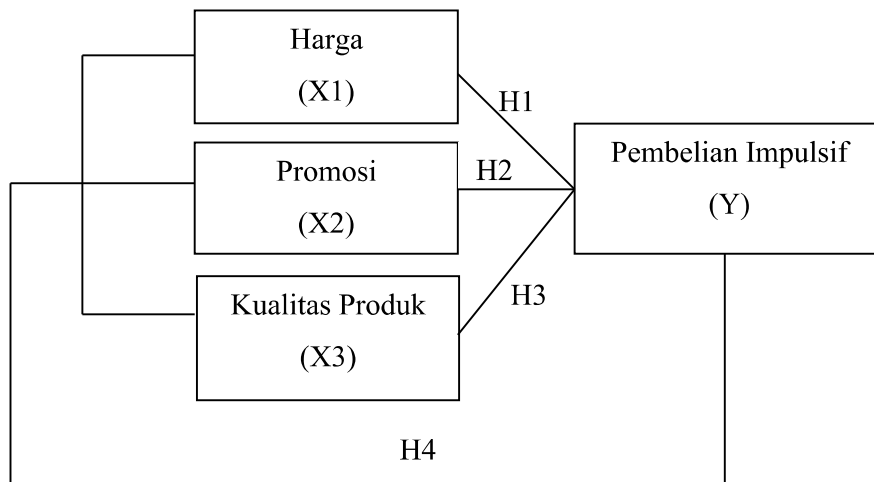 Harga
(X1)
H1
Promosi
(X2)
H2
Pembelian Impulsif
(Y)
Kualitas Produk
(X3)
H3
H4